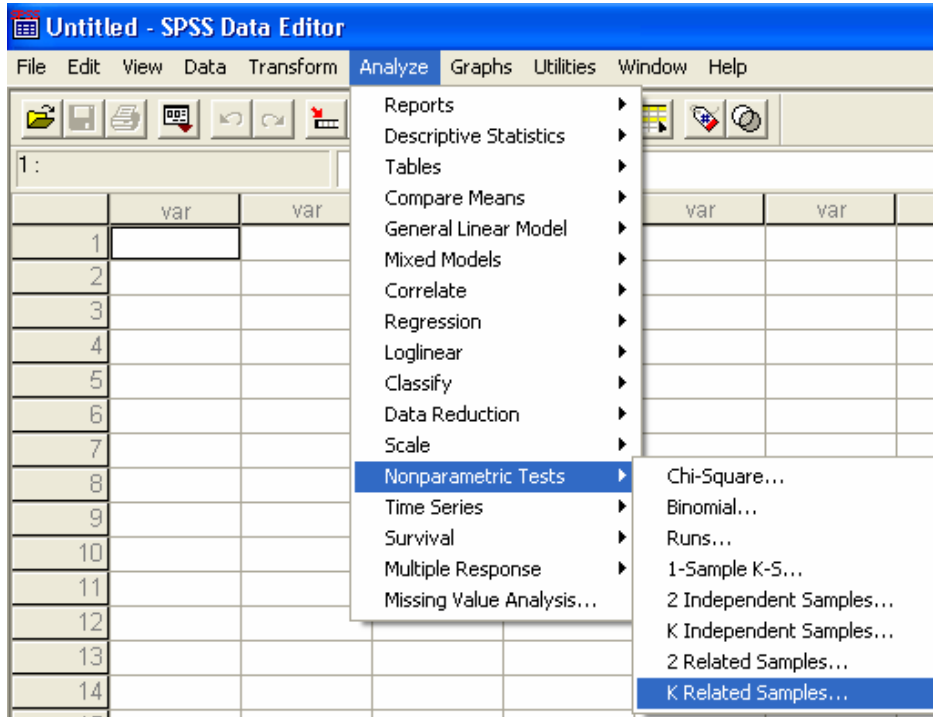 SPSS
Untitled - SPSS Data Editor
File Edit View Data Transform Analyze Graphs Utilities Window Help
1 :
var var var var
1
2
3
4
5
6
7
8
9
10
11
12
13
14
Reports
Descriptive Statistics
Tables
Compare Means
General Linear Model
Mixed Models
Correlate
Regression
Loglinear
Classify
Data Reduction
Scale
Nonparametric Tests
Time Series
Survival
Multiple Response
Missing Value Analysis...
Chi-Square...
Binomial...
Runs...
1-Sample K-S...
2 Independent Samples...
K Independent Samples...
2 Related Samples...
K Related Samples...